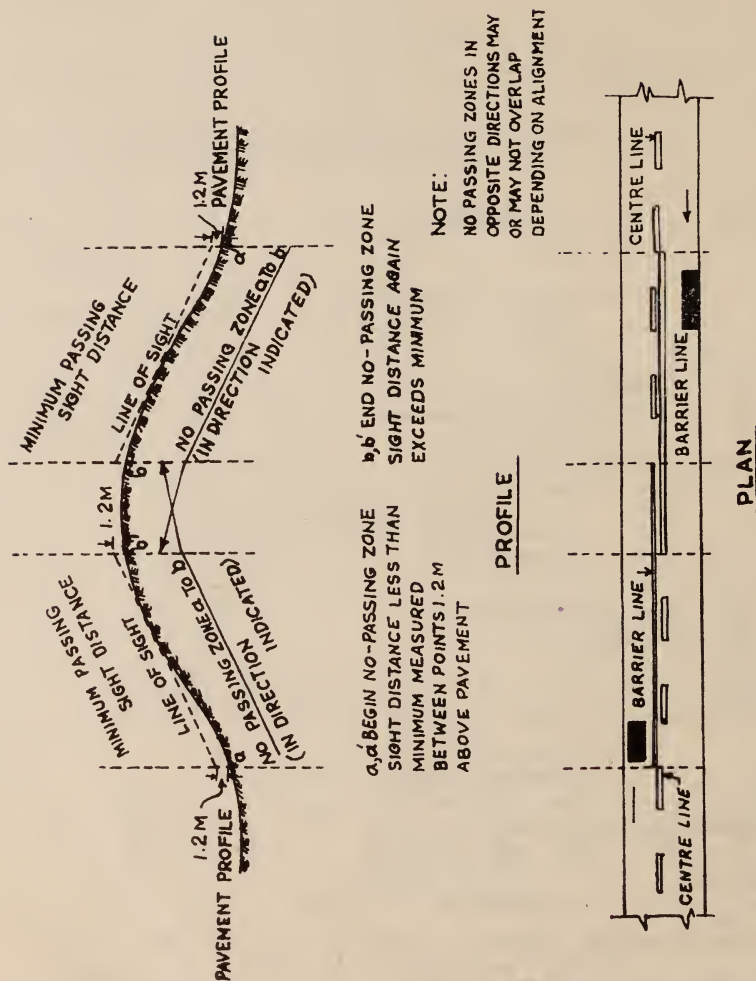 MINIMUM PASSING
SIGHT DISTANCE
LINE OF SIGHT
1.2M
PAVEMENT PROFILE
a
NO PASSING ZONE a TO b
(IN DIRECTION
INDICATED)
b'
1.2M
b
MINIMUM PASSING
SIGHT DISTANCE
LINE OF SIGHT
1.2M
PAVEMENT PROFILE
a'
NO PASSING ZONE a TO b
(IN DIRECTION
INDICATED)
a,a' BEGIN NO-PASSING ZONE
SIGHT DISTANCE LESS THAN
MINIMUM MEASURED
BETWEEN POINTS 1.2M
ABOVE PAVEMENT
b,b' END NO-PASSING ZONE
SIGHT DISTANCE AGAIN
EXCEEDS MINIMUM
PROFILE
NOTE:
NO PASSING ZONES IN
OPPOSITE DIRECTIONS MAY
OR MAY NOT OVERLAP
DEPENDING ON ALIGNMENT
BARRIER LINE
CENTRE LINE
CENTRE LINE
BARRIER LINE
PLAN